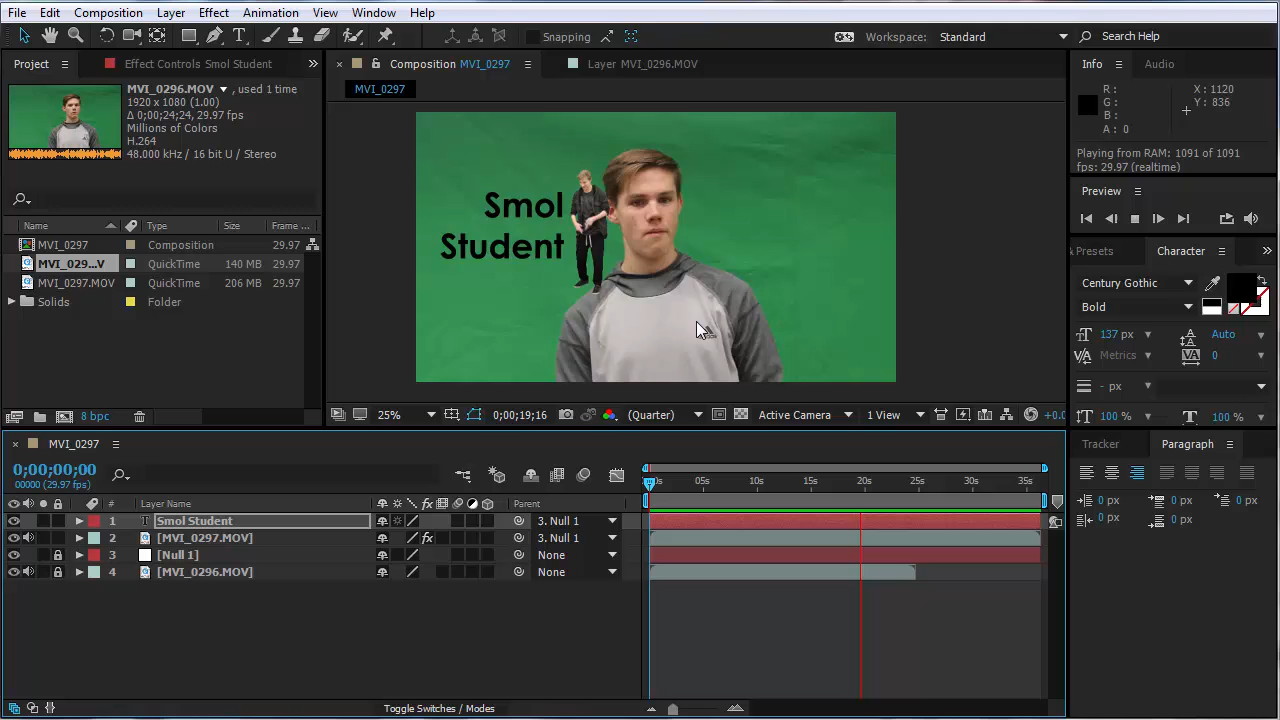 File Edit Composition Layer Effect Animation View Window Help
Snapping Workspace: Standard Search Help
Project Effect Controls Smol Student
Composition MVI_0297 Layer MVI_0296.MOV
Info Audio
MVI_0297
MVI_0296.MOV , used 1 time
1920 x 1080 (1.00)
Δ 0;00;24;24, 29.97 fps
Millions of Colors
H.264
48.000 kHz / 16 bit U / Stereo
R :
G :
B :
A : 0
X : 1120
Y : 836
Playing from RAM: 1091 of 1091
fps: 29.97 (realtime)
Preview
Name Type Size Frame ...
MVI_0297 Composition 29.97
MVI_029...V QuickTime 140 MB 29.97
MVI_0297.MOV QuickTime 206 MB 29.97
Solids Folder
Smol
Student
adidas
Presets Character
Century Gothic
Bold
137 px Auto
Metrics 0
- px
100 % 100 %
8 bpc
25% 0;00;19;16 (Quarter) Active Camera 1 View +0.0
MVI_0297
0;00;00;00
00000 (29.97 fps)
# Layer Name Parent
1 Smol Student 3. Null 1
2 [MVI_0297.MOV] 3. Null 1
3 [Null 1] None
4 [MVI_0296.MOV] None
05s 10s 15s 20s 25s 30s 35s
Toggle Switches / Modes
Tracker Paragraph
0 px 0 px 0 px
0 px 0 px